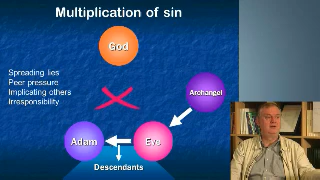 Multiplication of sin
God
Spreading lies
Peer pressure
Implicating others
Irresponsibility
Archangel
Adam
Eve
Descendants